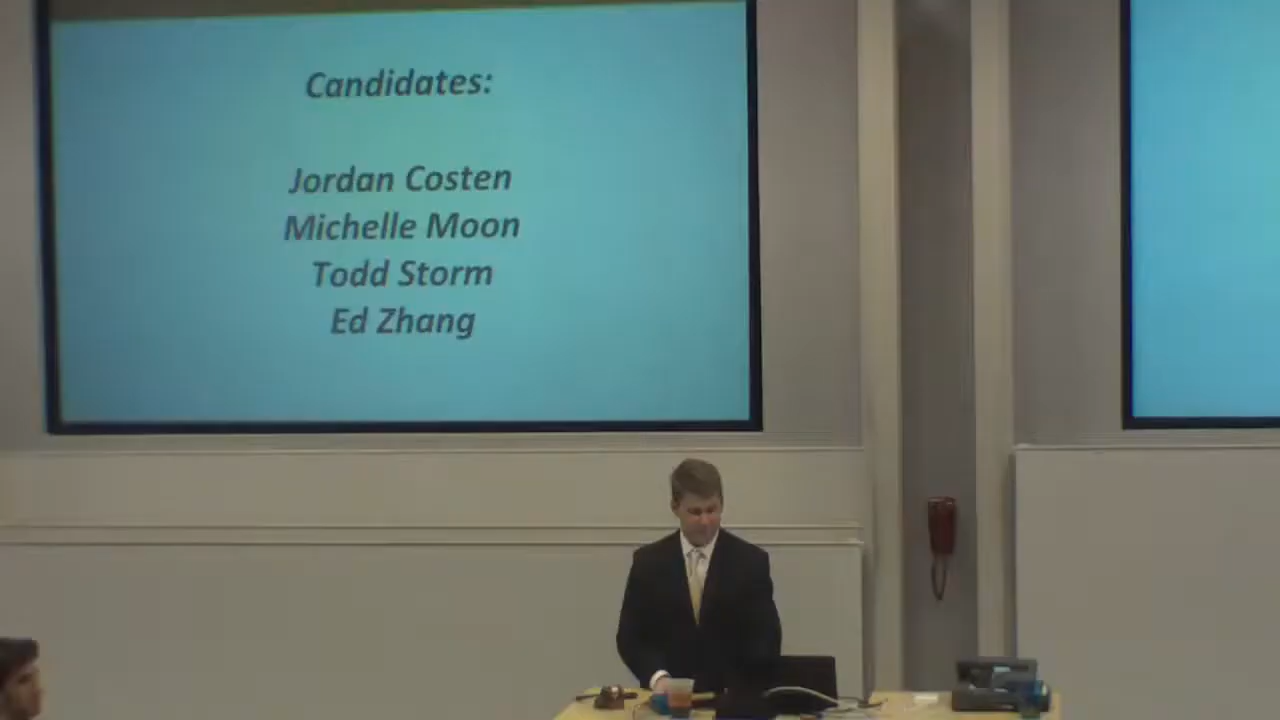 Candidates:
Jordan Costen
Michelle Moon
Todd Storm
Ed Zhang